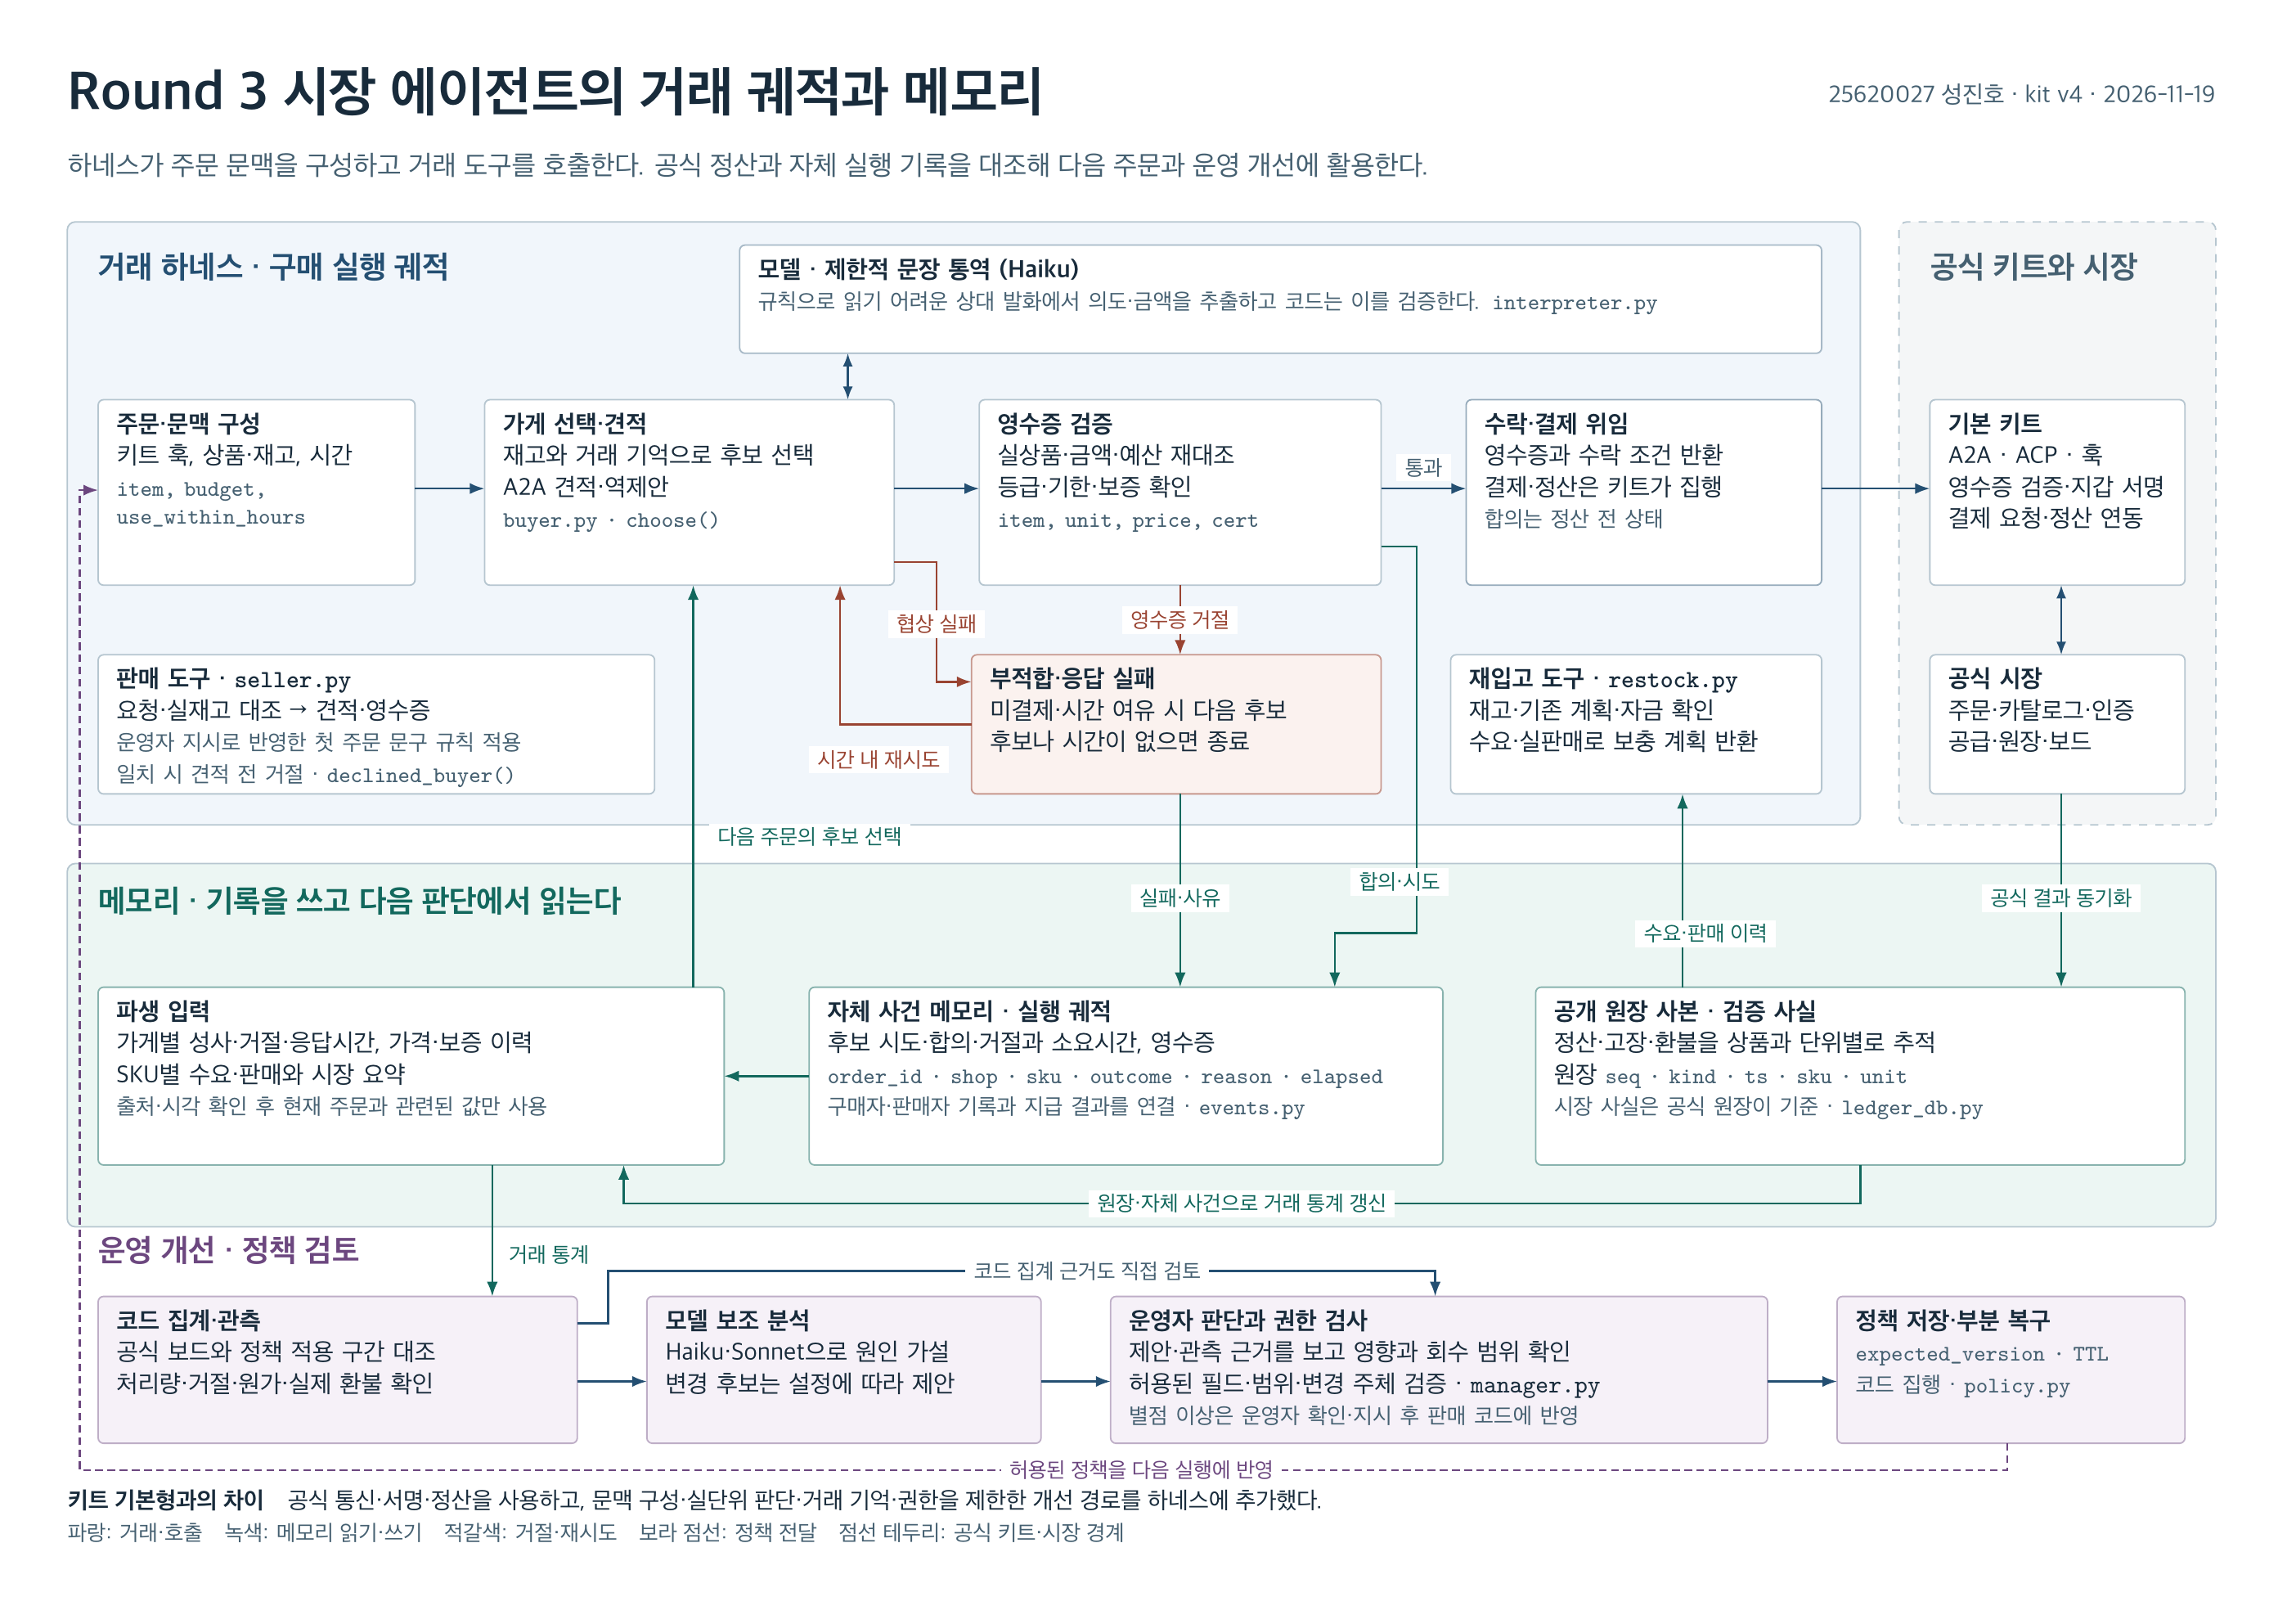 Round 3 시장 에이전트의 거래 궤적과 메모리
25620027 성진호 · kit v4 · 2026-11-19
하네스가 주문 문맥을 구성하고 거래 도구를 호출한다. 공식 정산과 자체 실행 기록을 대조해 다음 주문과 운영 개선에 활용한다.
거래 하네스 · 구매 실행 궤적
모델 · 제한적 문장 통역 (Haiku)
규칙으로 읽기 어려운 상대 발화에서 의도·금액을 추출하고 코드는 이를 검증한다. interpreter.py
공식 키트와 시장
주문·문맥 구성
키트 훅, 상품·재고, 시간
item, budget,
use_within_hours
가게 선택·견적
재고와 거래 기억으로 후보 선택
A2A 견적·역제안
buyer.py · choose()
영수증 검증
실상품·금액·예산 재대조
등급·기한·보증 확인
item, unit, price, cert
통과
수락·결제 위임
영수증과 수락 조건 반환
결제·정산은 키트가 집행
합의는 정산 전 상태
기본 키트
A2A · ACP · 훅
영수증 검증·지갑 서명
결제 요청·정산 연동
협상 실패
영수증 거절
판매 도구 · seller.py
요청·실재고 대조 → 견적·영수증
운영자 지시로 반영한 첫 주문 문구 규칙 적용
일치 시 견적 전 거절 · declined_buyer()
시간 내 재시도
부적합·응답 실패
미결제·시간 여유 시 다음 후보
후보나 시간이 없으면 종료
재입고 도구 · restock.py
재고·기존 계획·자금 확인
수요·실판매로 보충 계획 반환
공식 시장
주문·카탈로그·인증
공급·원장·보드
다음 주문의 후보 선택
메모리 · 기록을 쓰고 다음 판단에서 읽는다
실패·사유
합의·시도
수요·판매 이력
공식 결과 동기화
파생 입력
가게별 성사·거절·응답시간, 가격·보증 이력
SKU별 수요·판매와 시장 요약
출처·시각 확인 후 현재 주문과 관련된 값만 사용
자체 사건 메모리 · 실행 궤적
후보 시도·합의·거절과 소요시간, 영수증
order_id · shop · sku · outcome · reason · elapsed
구매자·판매자 기록과 지급 결과를 연결 · events.py
공개 원장 사본 · 검증 사실
정산·고장·환불을 상품과 단위별로 추적
원장 seq · kind · ts · sku · unit
시장 사실은 공식 원장이 기준 · ledger_db.py
원장·자체 사건으로 거래 통계 갱신
운영 개선 · 정책 검토
거래 통계
코드 집계 근거도 직접 검토
코드 집계·관측
공식 보드와 정책 적용 구간 대조
처리량·거절·원가·실제 환불 확인
모델 보조 분석
Haiku·Sonnet으로 원인 가설
변경 후보는 설정에 따라 제안
운영자 판단과 권한 검사
제안·관측 근거를 보고 영향과 회수 범위 확인
허용된 필드·범위·변경 주체 검증 · manager.py
별점 이상은 운영자 확인·지시 후 판매 코드에 반영
정책 저장·부분 복구
expected_version · TTL
코드 집행 · policy.py
허용된 정책을 다음 실행에 반영
키트 기본형과의 차이 공식 통신·서명·정산을 사용하고, 문맥 구성·실단위 판단·거래 기억·권한을 제한한 개선 경로를 하네스에 추가했다.
파랑: 거래·호출 녹색: 메모리 읽기·쓰기 적갈색: 거절·재시도 보라 점선: 정책 전달 점선 테두리: 공식 키트·시장 경계